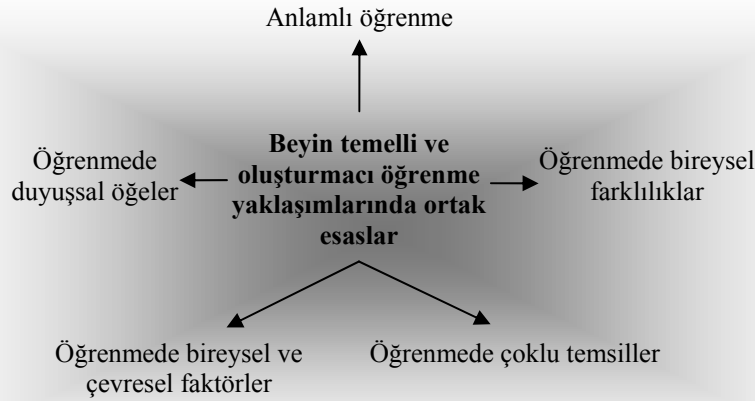 Anlamlı öğrenme
Beyin temelli ve
oluşturmacı öğrenme
yaklaşımlarında ortak
esaslar
Öğrenmede
duyuşsal öğeler
Öğrenmede bireysel
farklılıklar
Öğrenmede bireysel ve
çevresel faktörler
Öğrenmede çoklu temsiller